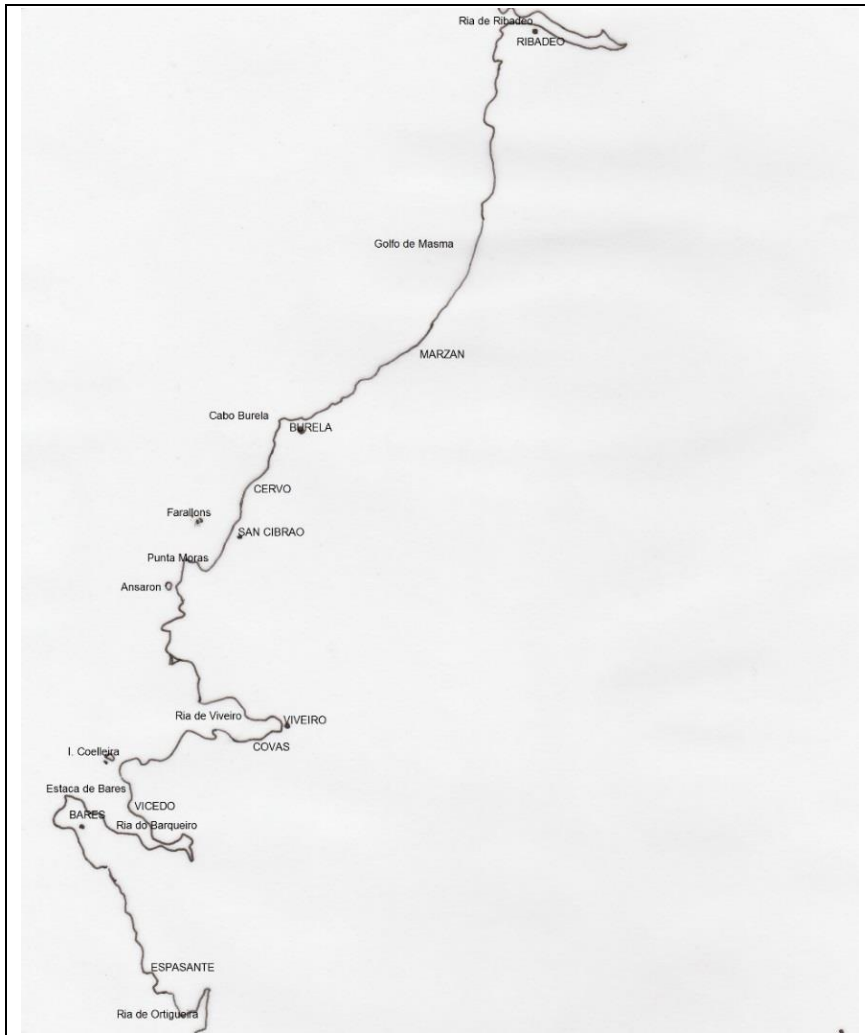 Ria de Ribadeo
RIBADEO
Golfo de Masma
MARZAN
Cabo Burela
BURELA
CERVO
Farallons
SAN CIBRAO
Punta Moras
Ansaron
Ria de Viveiro
VIVEIRO
COVAS
I. Coelleira
Estaca de Bares
VICEDO
BARES
Ria do Barqueiro
ESPASANTE
Ria de Ortigueira